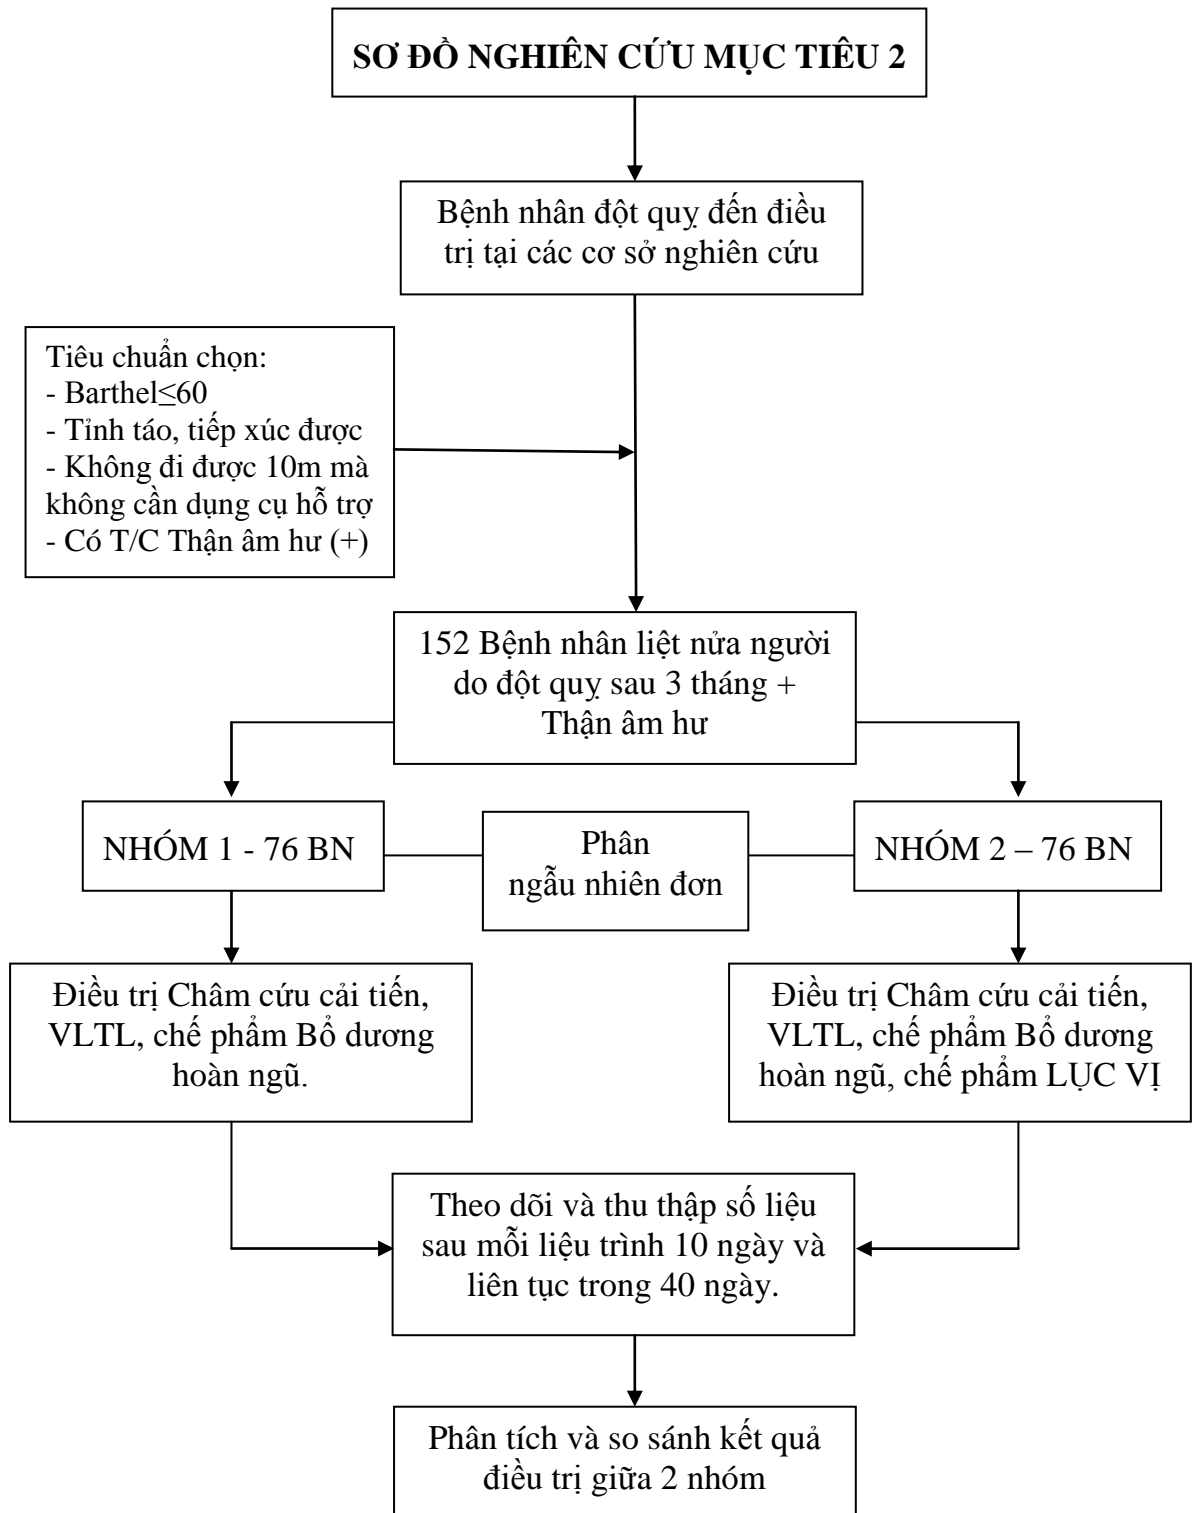 SƠ ĐỒ NGHIÊN CỨU MỤC TIÊU 2
Bệnh nhân đột quỵ đến điều
trị tại các cơ sở nghiên cứu
Tiêu chuẩn chọn:
- Barthel≤60
- Tỉnh táo, tiếp xúc được
- Không đi được 10m mà
không cần dụng cụ hỗ trợ
- Có T/C Thận âm hư (+)
152 Bệnh nhân liệt nửa người
do đột quỵ sau 3 tháng +
Thận âm hư
NHÓM 1 - 76 BN
Phân
ngẫu nhiên đơn
NHÓM 2 – 76 BN
Điều trị Châm cứu cải tiến,
VLTL, chế phẩm Bổ dương
hoàn ngũ.
Điều trị Châm cứu cải tiến,
VLTL, chế phẩm Bổ dương
hoàn ngũ, chế phẩm LỤC VỊ
Theo dõi và thu thập số liệu
sau mỗi liệu trình 10 ngày và
liên tục trong 40 ngày.
Phân tích và so sánh kết quả
điều trị giữa 2 nhóm